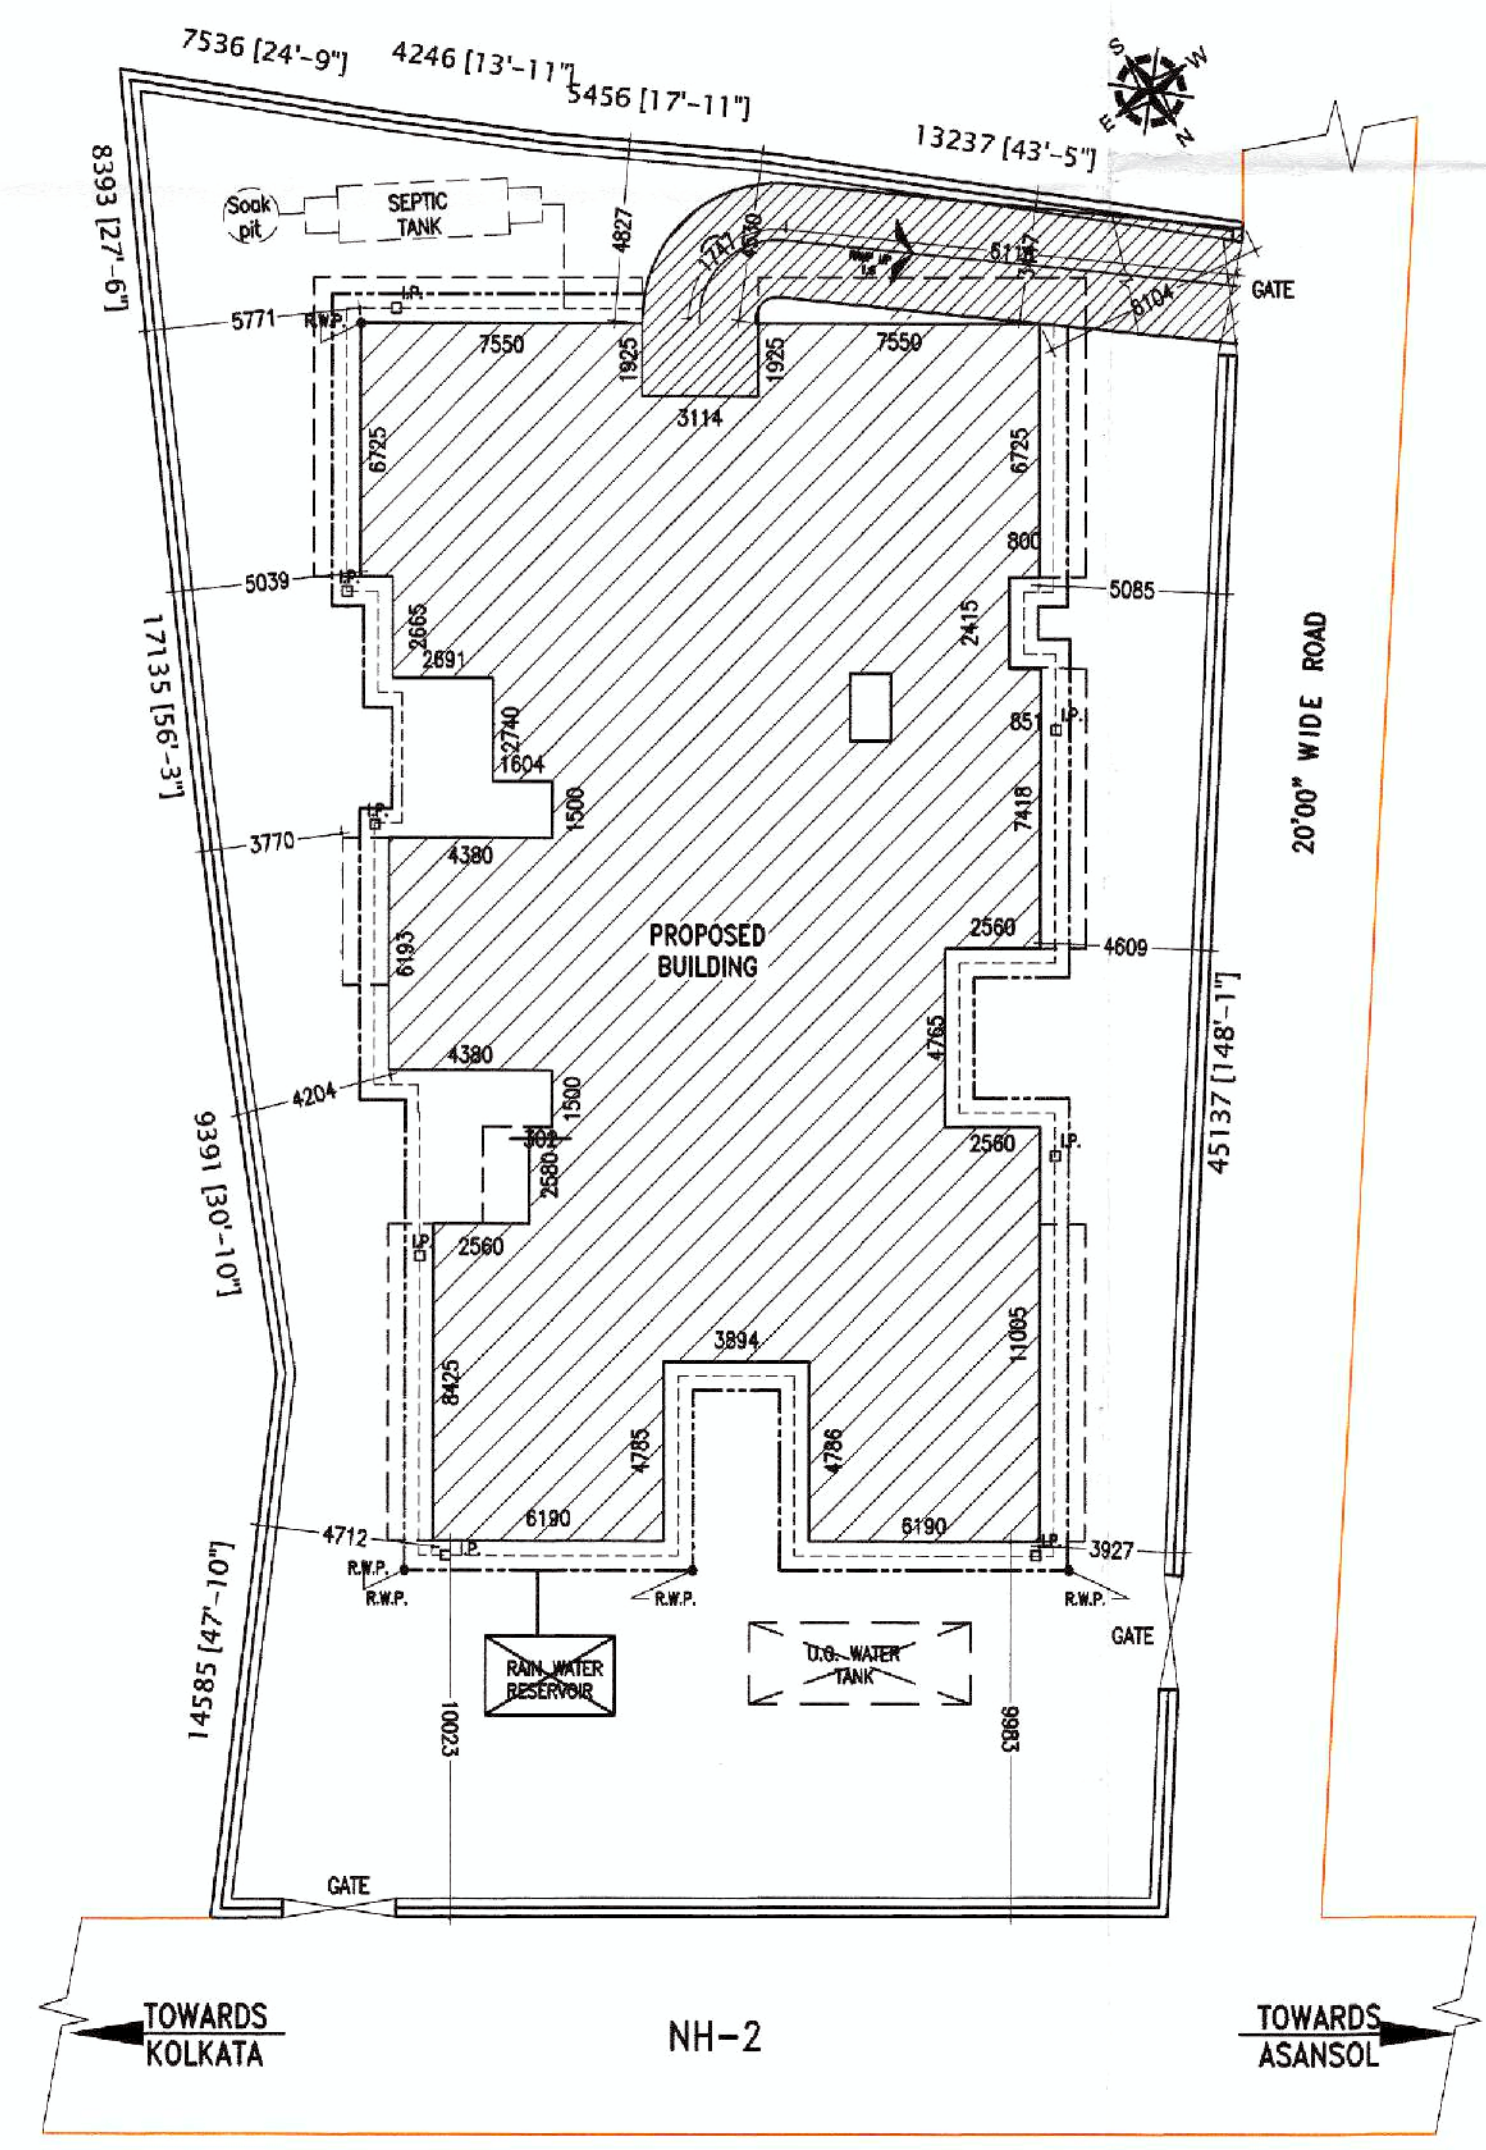 7536 [24'-9"]
4246 [13'-11"]
5456 [17'-11"]
13237 [43'-5"]
S
W
E
N
8393 [27'-6"]
Soak
pit
SEPTIC
TANK
4827
4530
1747
8104
GATE
5771
R.W.P.
I.P.
7550
1925
1925
7550
3114
6725
6725
800
5039
I.P.
5085
2665
2415
2691
17135 [56'-3"]
20'00" WIDE ROAD
2740
1604
851
I.P.
1500
7418
3770
I.P.
4380
PROPOSED
BUILDING
2560
4609
6193
4765
45137 [148'-1"]
4380
4204
1500
302
2560
I.P.
2580
9391 [30'-10"]
I.P.
2560
3894
11005
8425
4785
4786
6190
6190
4712
I.P.
I.P.
3927
R.W.P.
R.W.P.
R.W.P.
R.W.P.
14585 [47'-10"]
GATE
RAIN WATER
RESERVOIR
U.G. WATER
TANK
10023
9983
GATE
TOWARDS
KOLKATA
NH-2
TOWARDS
ASANSOL